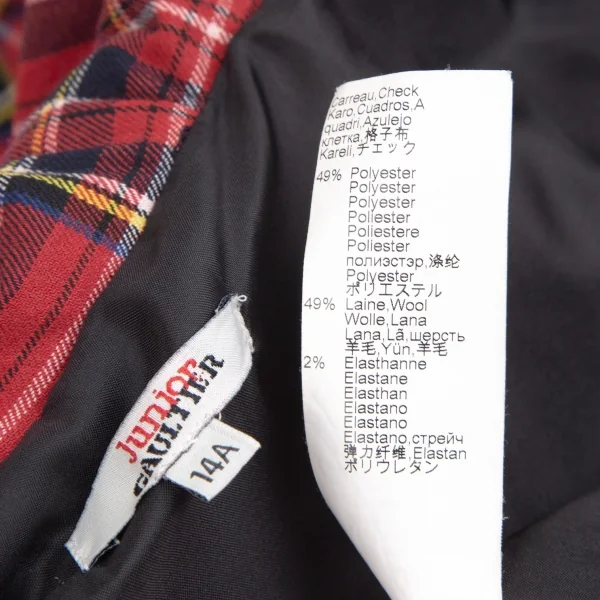 Carreau,Check
Karo,Cuadros,A
quadri,Azulejo
клетка,格子布
Kareli,チェック
49% Polyester
Polyester
Polyester
Poliester
Poliestere
Poliester
полиэстэр,涤纶
Polyester
ポリエステル
49% Laine,Wool
Wolle,Lana
Lana,Lã,шерсть
羊毛,Yün,羊毛
2% Elasthanne
Elastane
Elasthan
Elastano
Elastano
Elastano,стрейч
弹力纤维,Elastan
ポリウレタン
Junior
GAULTIER
14A